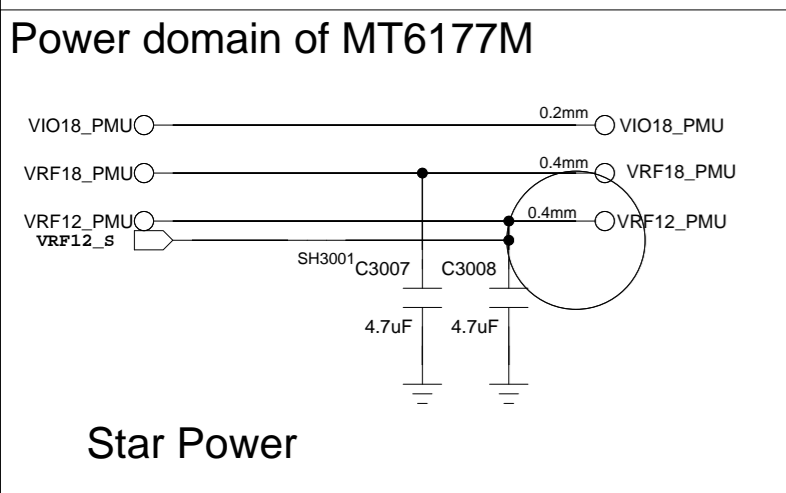 Power domain of MT6177M
VIO18_PMU 0.2mm VIO18_PMU
VRF18_PMU 0.4mm VRF18_PMU
VRF12_PMU 0.4mm VRF12_PMU
VRF12_S
SH3001 C3007 C3008
4.7uF 4.7uF
Star Power